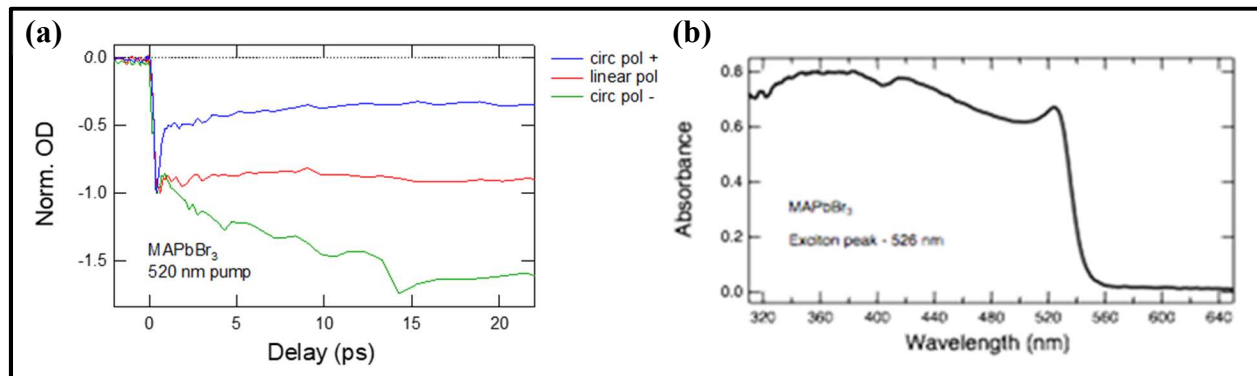 (a)
0.0
-0.5
-1.0
-1.5
Norm. OD
MAPbBr3
520 nm pump
0 5 10 15 20
Delay (ps)
circ pol +
linear pol
circ pol -
(b)
0.8
0.6
0.4
0.2
0.0
Absorbance
MAPbBr3
Exciton peak - 526 nm
320 360 400 440 480 520 560 600 640
Wavelength (nm)